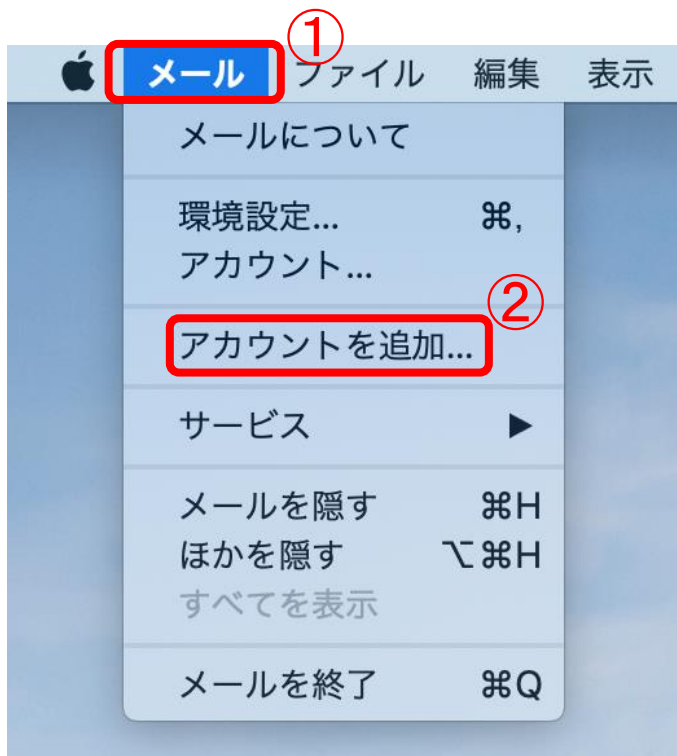 ①
メール ファイル 編集 表示
メールについて
環境設定... ⌘,
アカウント...
②
アカウントを追加...
サービス ▶
メールを隠す ⌘H
ほかを隠す ⌥⌘H
すべてを表示
メールを終了 ⌘Q